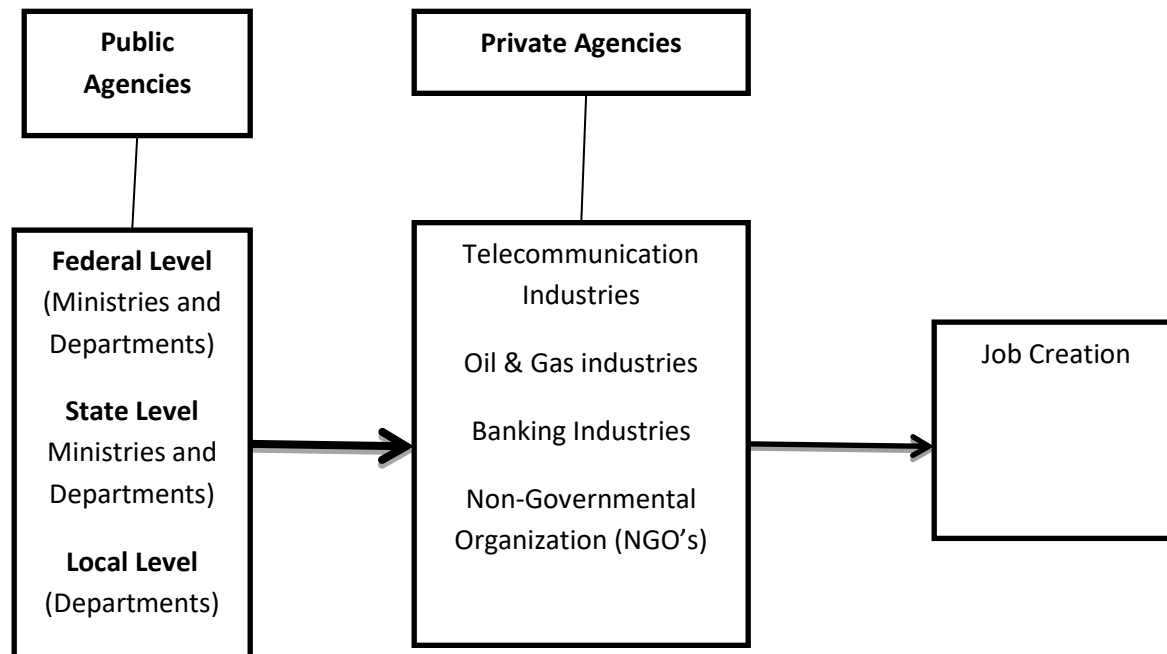 Public
Agencies
Private Agencies
Federal Level
(Ministries and
Departments)
State Level
Ministries and
Departments)
Local Level
(Departments)
Telecommunication
Industries
Oil & Gas industries
Banking Industries
Non-Governmental
Organization (NGO’s)
Job Creation